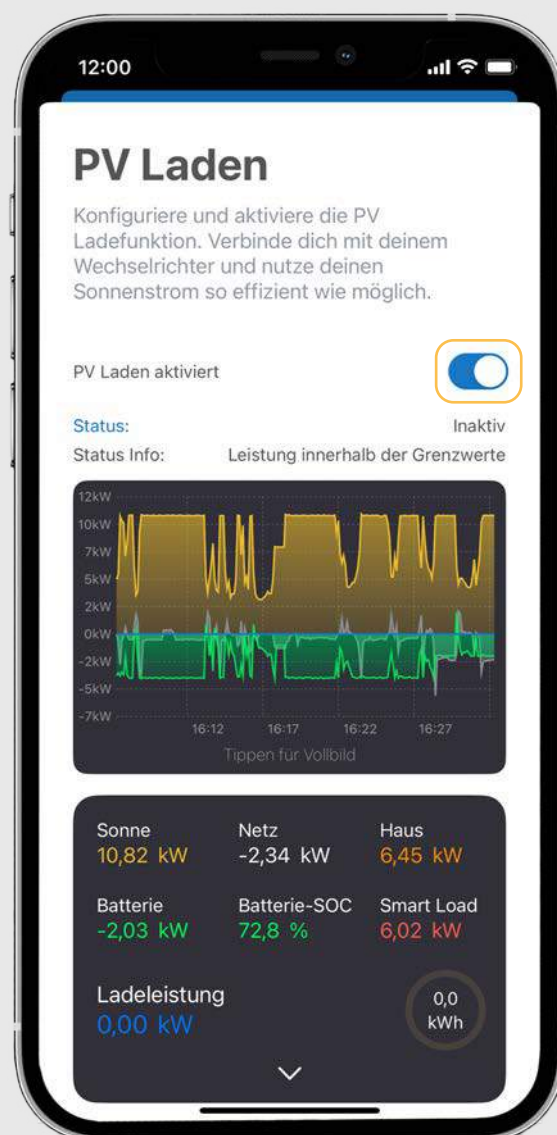 12:00
PV Laden
Konfiguriere und aktiviere die PV
Ladefunktion. Verbinde dich mit deinem
Wechselrichter und nutze deinen
Sonnenstrom so effizient wie möglich.
PV Laden aktiviert
Status: Inaktiv
Status Info: Leistung innerhalb der Grenzwerte
12kW
10kW
7kW
5kW
2kW
0kW
-2kW
-5kW
-7kW
16:12 16:17 16:22 16:27
Tippen für Vollbild
Sonne Netz Haus
10,82 kW -2,34 kW 6,45 kW
Batterie Batterie-SOC Smart Load
-2,03 kW 72,8 % 6,02 kW
Ladeleistung
0,00 kW
0,0
kWh